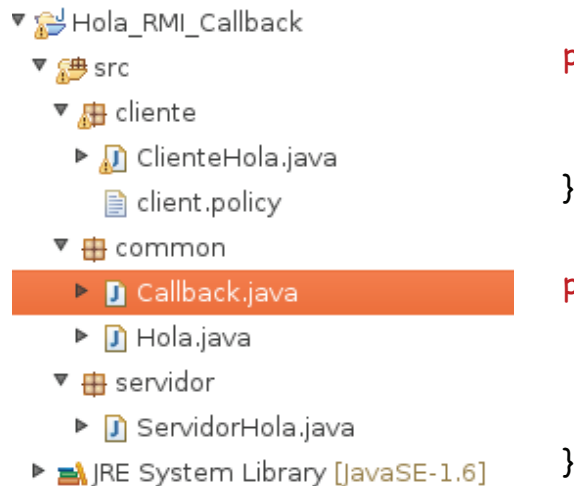 Hola_RMI_Callback
src
cliente
ClienteHola.java
client.policy
common
Callback.java
Hola.java
servidor
ServidorHola.java
JRE System Library [JavaSE-1.6]
p
}
p
}